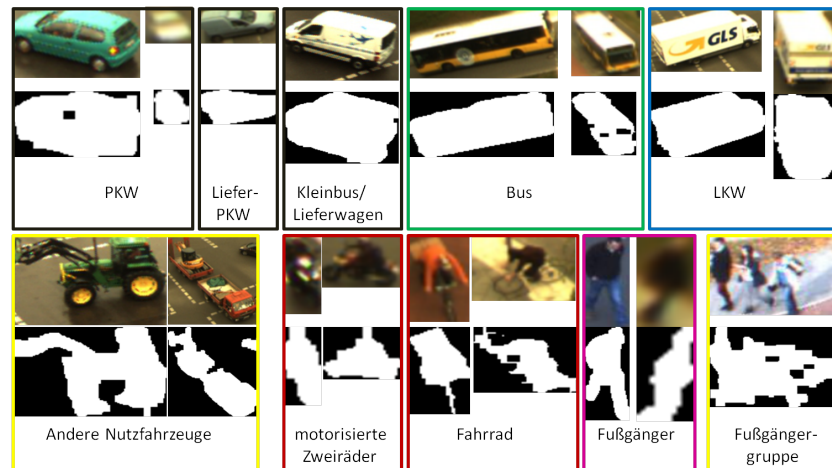 GLS
PKW
Liefer-
PKW
Kleinbus/
Lieferwagen
Bus
LKW
Andere Nutzfahrzeuge
motorisierte
Zweiräder
Fahrrad
Fußgänger
Fußgänger-
gruppe